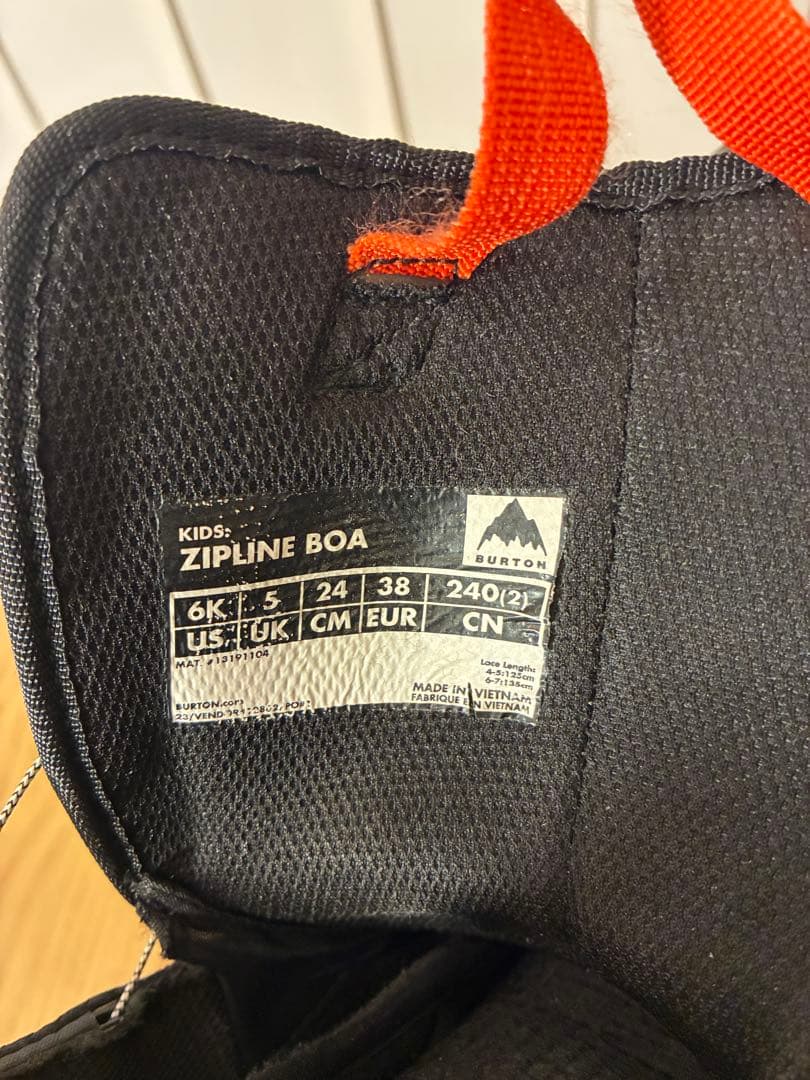 KIDS:
ZIPLINE BOA
BURTON
6K 5 24 38 240(2)
US UK CM EUR CN
MAT. #13191104
Lace Length:
4-5:125cm
6-7:135cm
BURTON.com
MADE IN VIETNAM
FABRIQUE EN VIETNAM